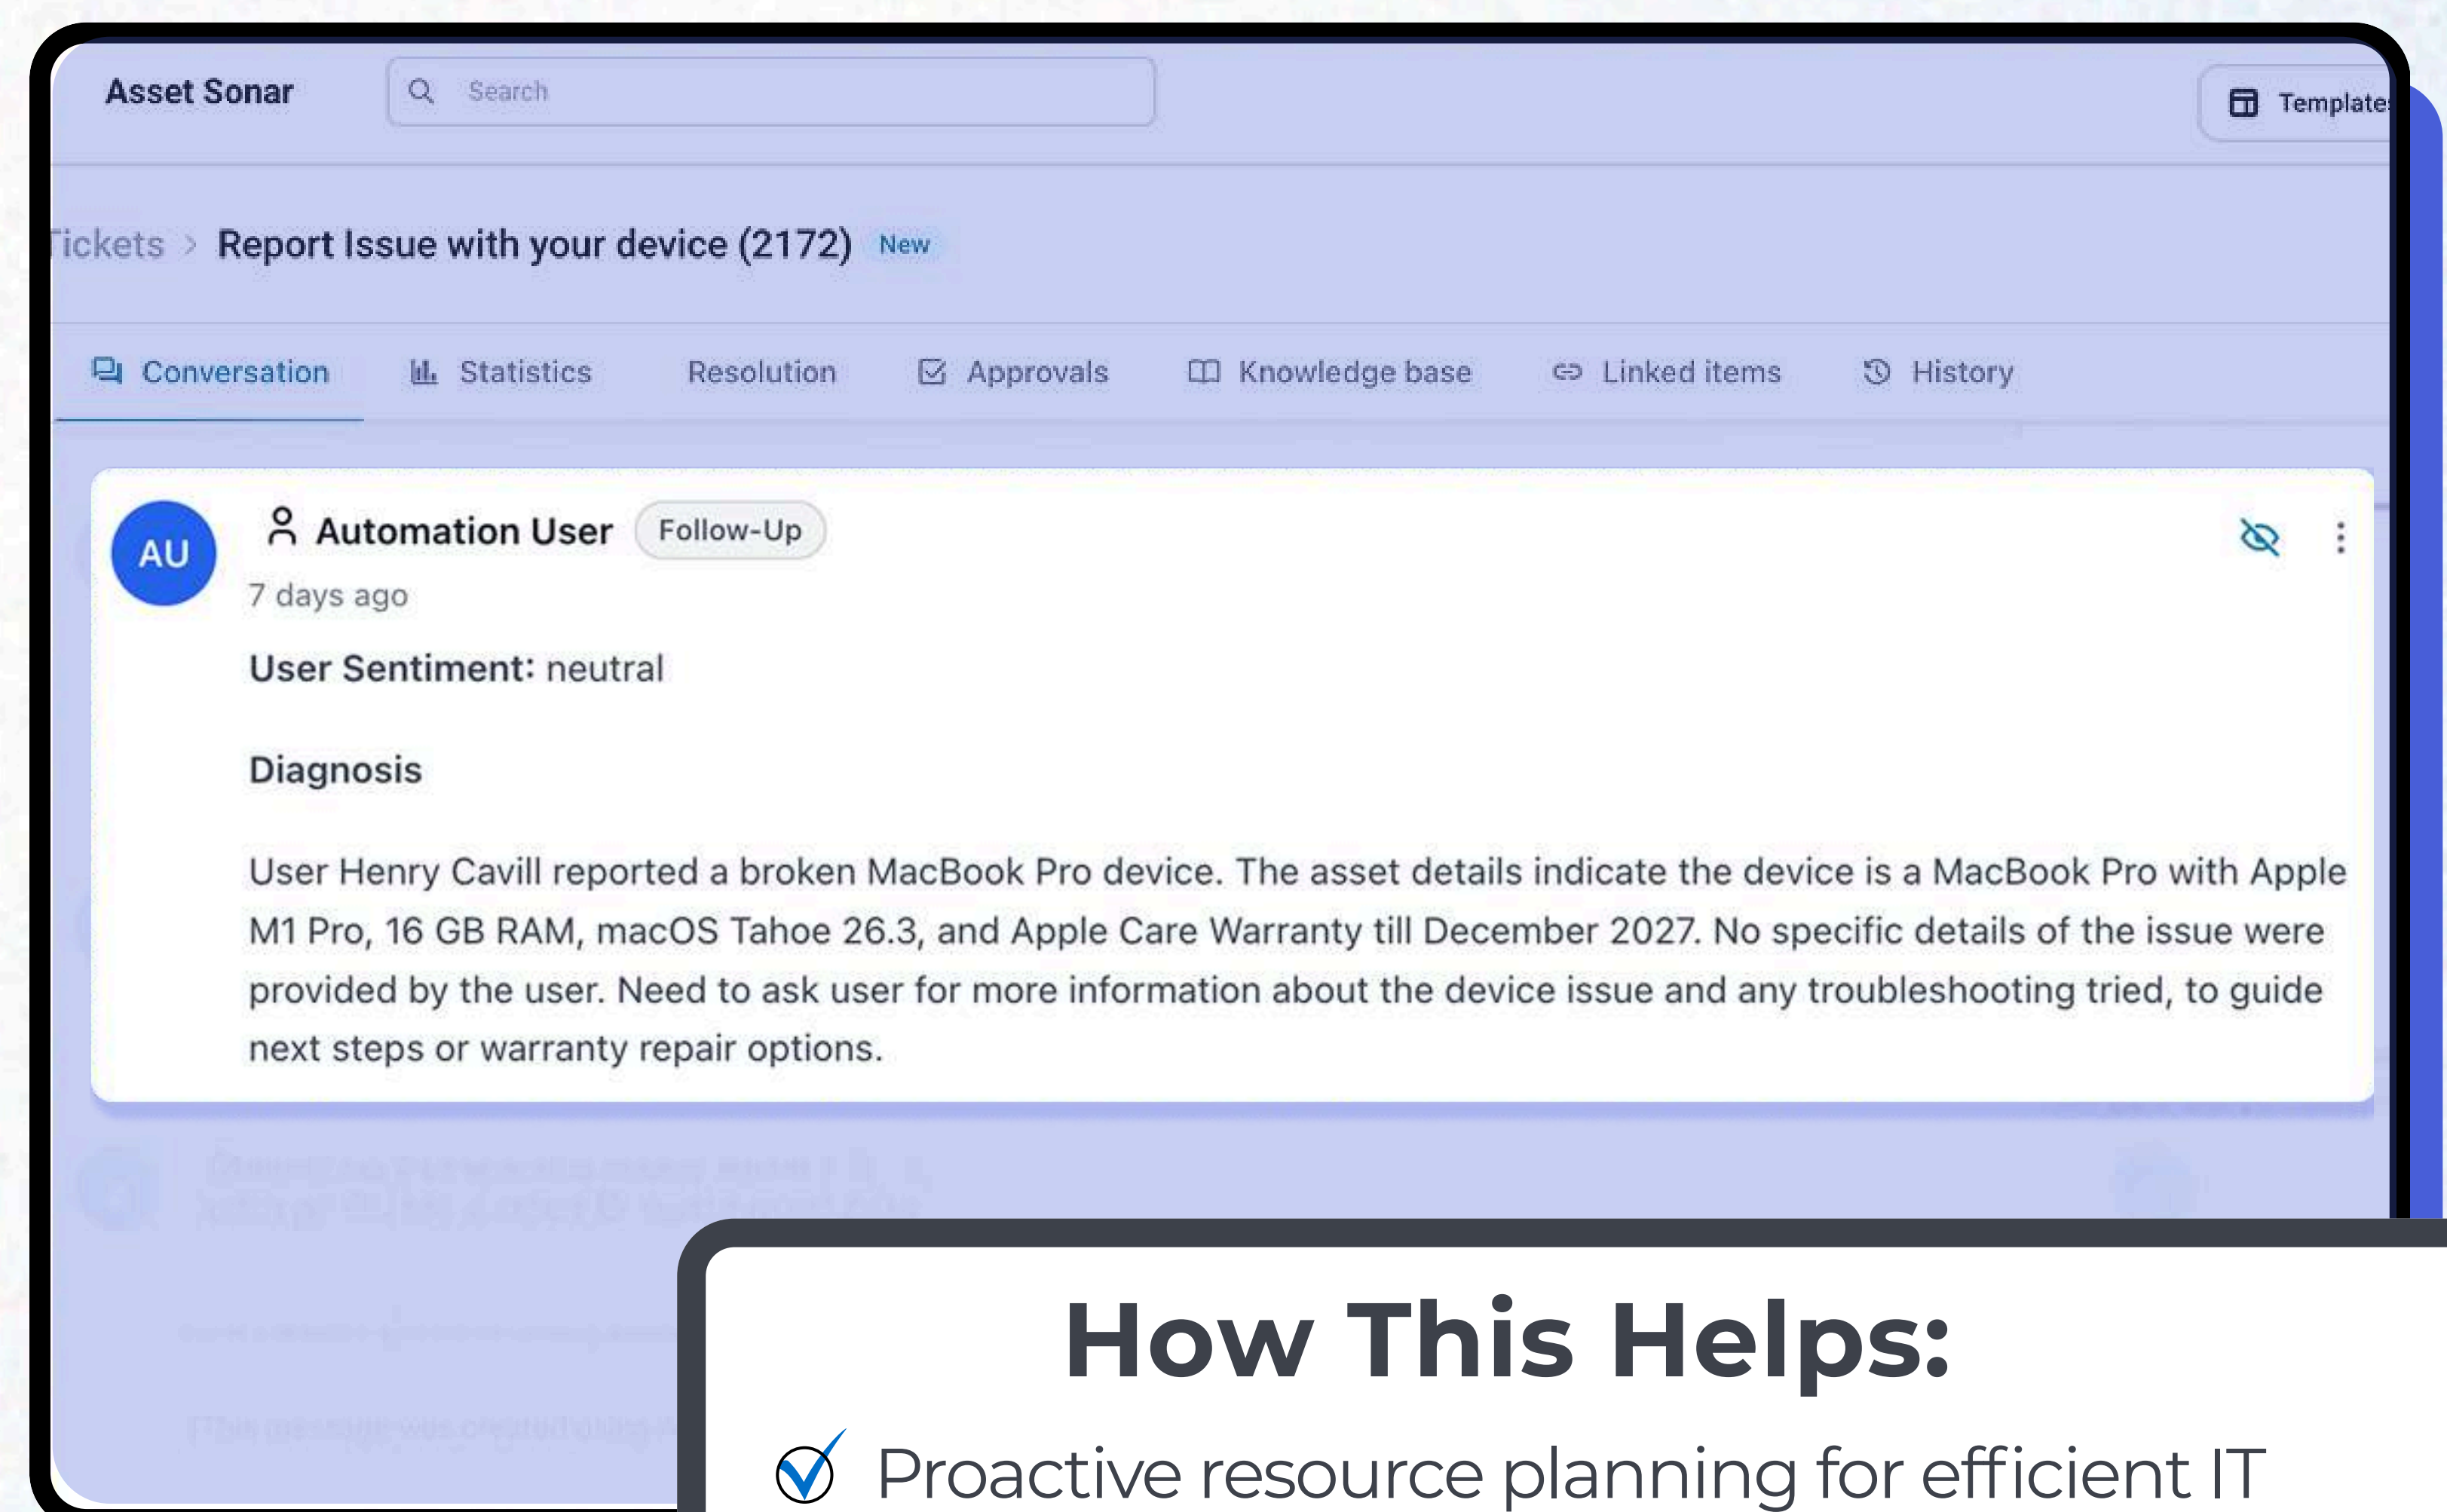 Asset Sonar
Search
Templates
Tickets > Report Issue with your device (2172) New
Conversation Statistics Resolution Approvals Knowledge base Linked items History
AU
Automation User Follow-Up
7 days ago
User Sentiment: neutral
Diagnosis
User Henry Cavill reported a broken MacBook Pro device. The asset details indicate the device is a MacBook Pro with Apple
M1 Pro, 16 GB RAM, macOS Tahoe 26.3, and Apple Care Warranty till December 2027. No specific details of the issue were
provided by the user. Need to ask user for more information about the device issue and any troubleshooting tried, to guide
next steps or warranty repair options.
How This Helps:
Proactive resource planning for efficient IT